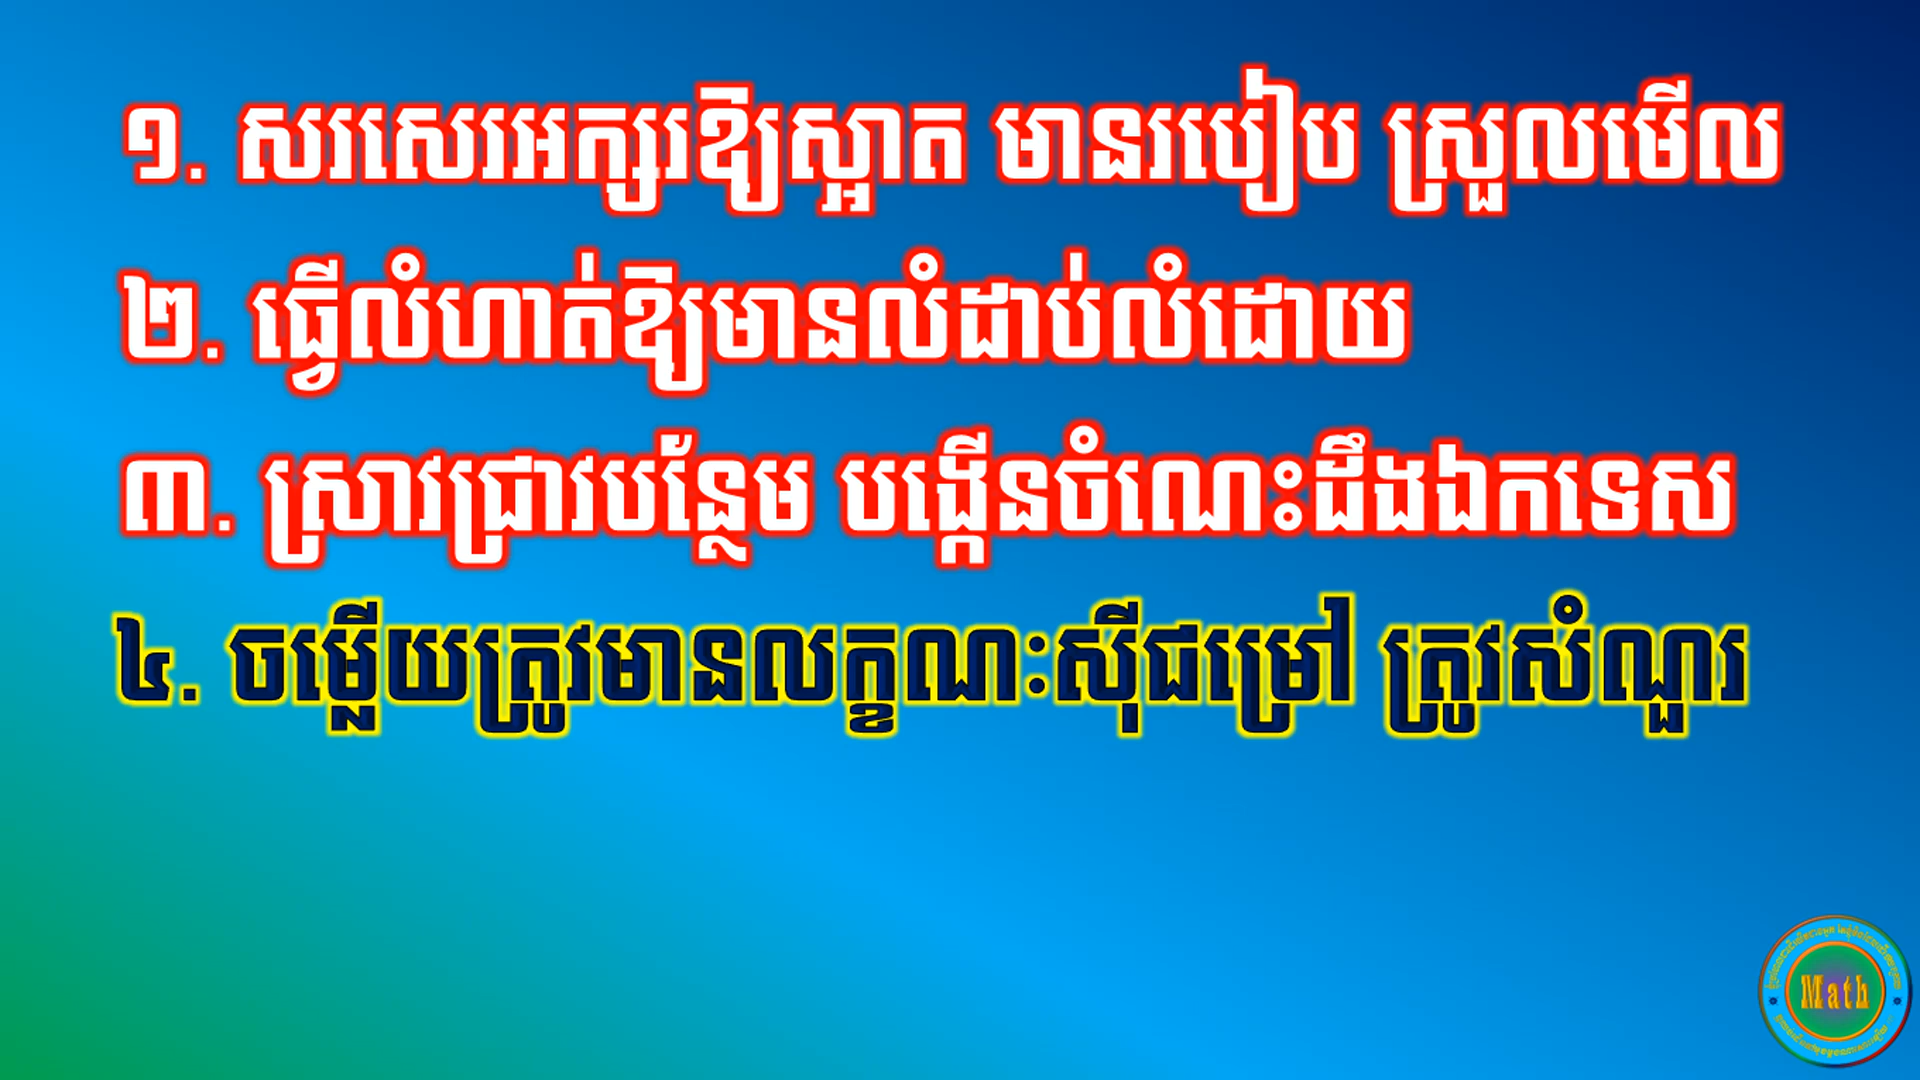 ១. សរសេរអក្សរឱ្យស្អាត មានរបៀប ស្រួលមើល
២. ធ្វើលំហាត់ឱ្យមានលំដាប់លំដោយ
៣. ស្រាវជ្រាវបន្ថែម បង្កើនចំណេះដឹងឯកទេស
៤. ចម្លើយត្រូវមានលក្ខណៈស៊ីជម្រៅ ត្រូវសំណួរ
Math